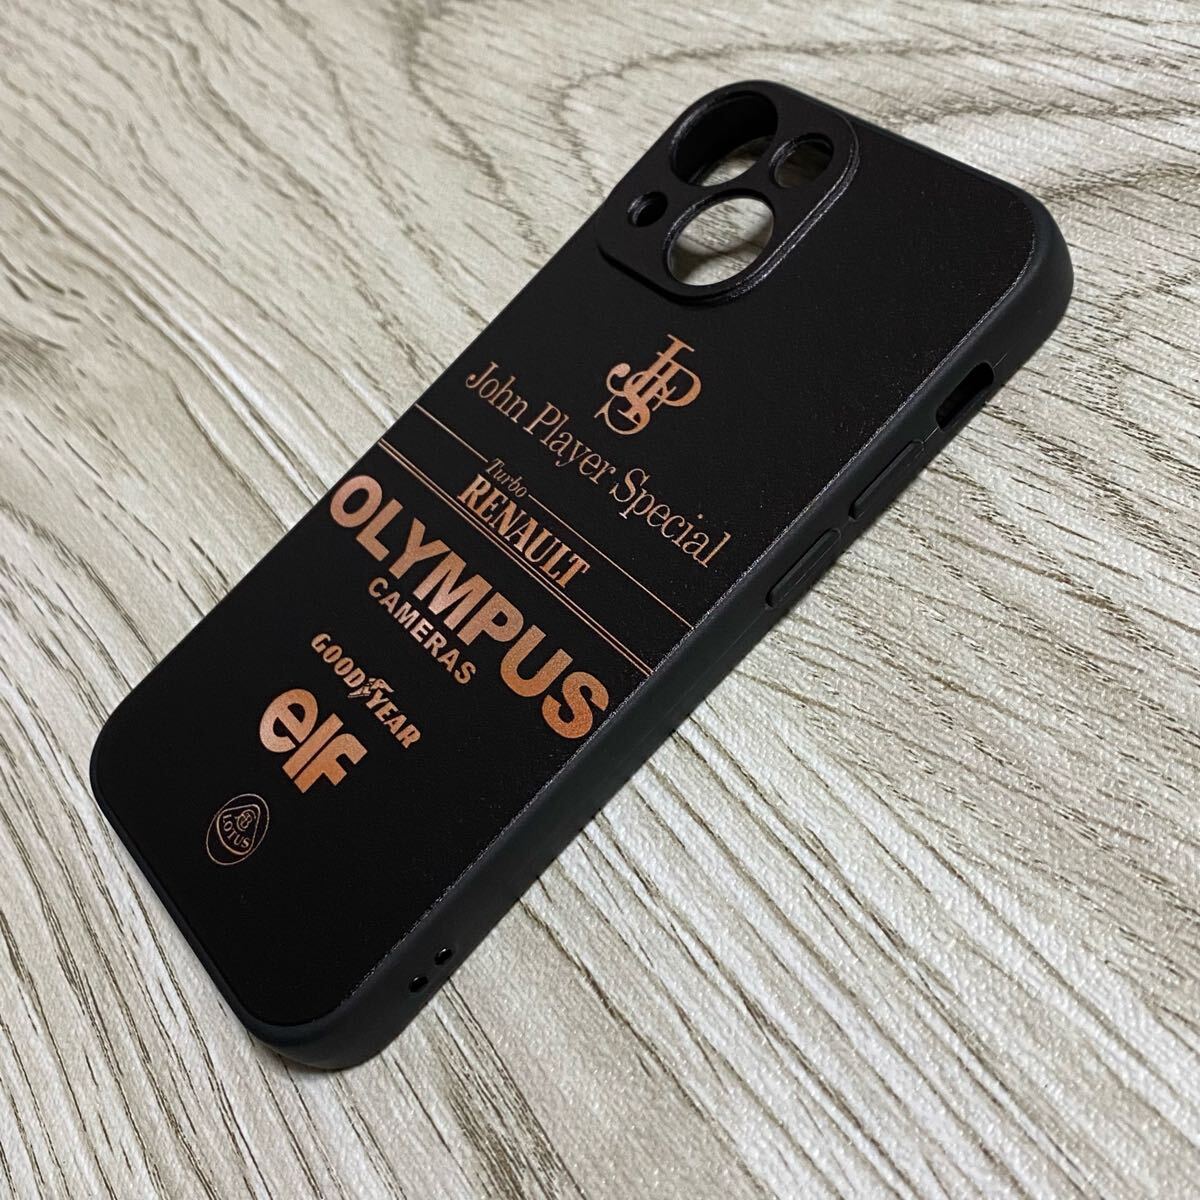 JPS
John Player Special
Turbo
RENAULT
OLYMPUS
CAMERAS
GOODYEAR
elf
LOTUS